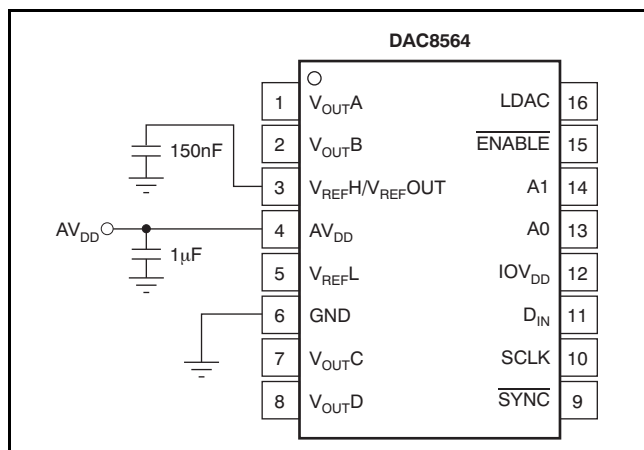 DAC8564
1 VOUTA LDAC 16
2 VOUTB ENABLE 15
150nF
3 VREFH/VREFOUT A1 14
AVDD 4 AVDD A0 13
1μF
5 VREFL IOVDD 12
6 GND DIN 11
7 VOUTC SCLK 10
8 VOUTD SYNC 9